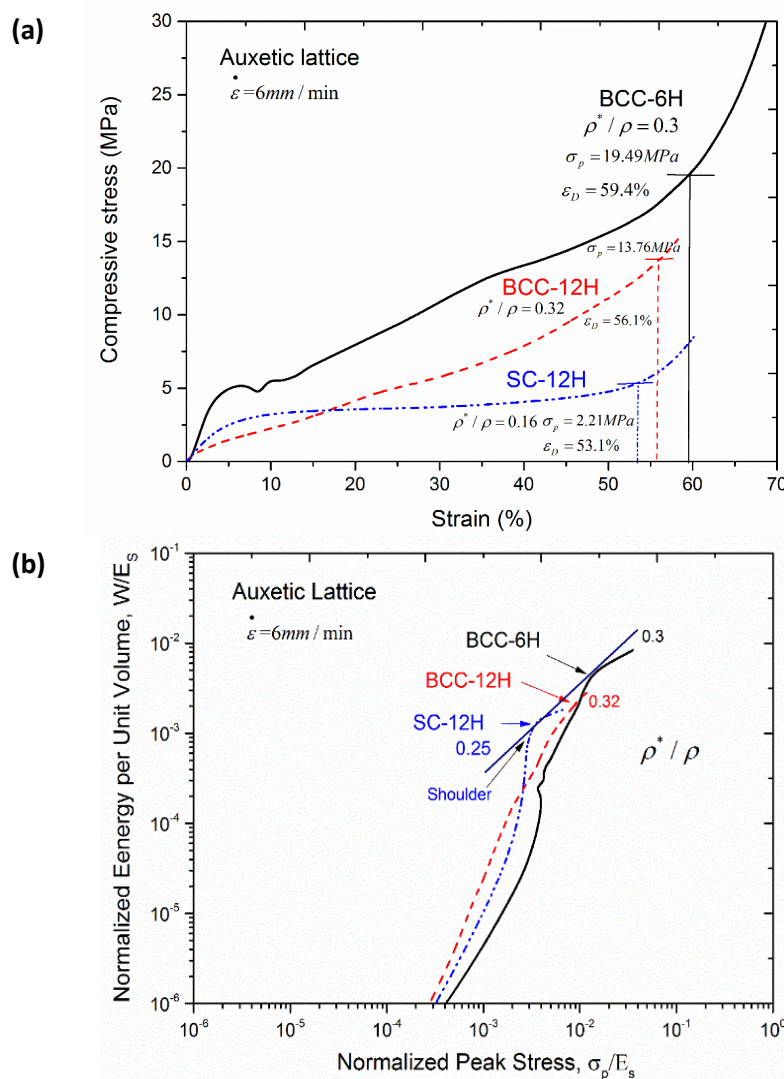 (a)
Auxetic lattice
ε̇ =6mm / min
BCC-6H
ρ* / ρ = 0.3
σp =19.49MPa
εD = 59.4%
σp =13.76MPa
BCC-12H
ρ* / ρ = 0.32
εD = 56.1%
SC-12H
ρ* / ρ = 0.16 σp = 2.21MPa
εD = 53.1%
Compressive stress (MPa)
30
25
20
15
10
5
0
0 10 20 30 40 50 60 70
Strain (%)
(b)
Auxetic Lattice
ε̇ =6mm / min
BCC-6H
0.3
BCC-12H
0.32
SC-12H
0.25
ρ* / ρ
Shoulder
Normalized Eenergy per Unit Volume, W/ES
10-1
10-2
10-3
10-4
10-5
10-6
10-6 10-5 10-4 10-3 10-2 10-1 100
Normalized Peak Stress, σp/Es